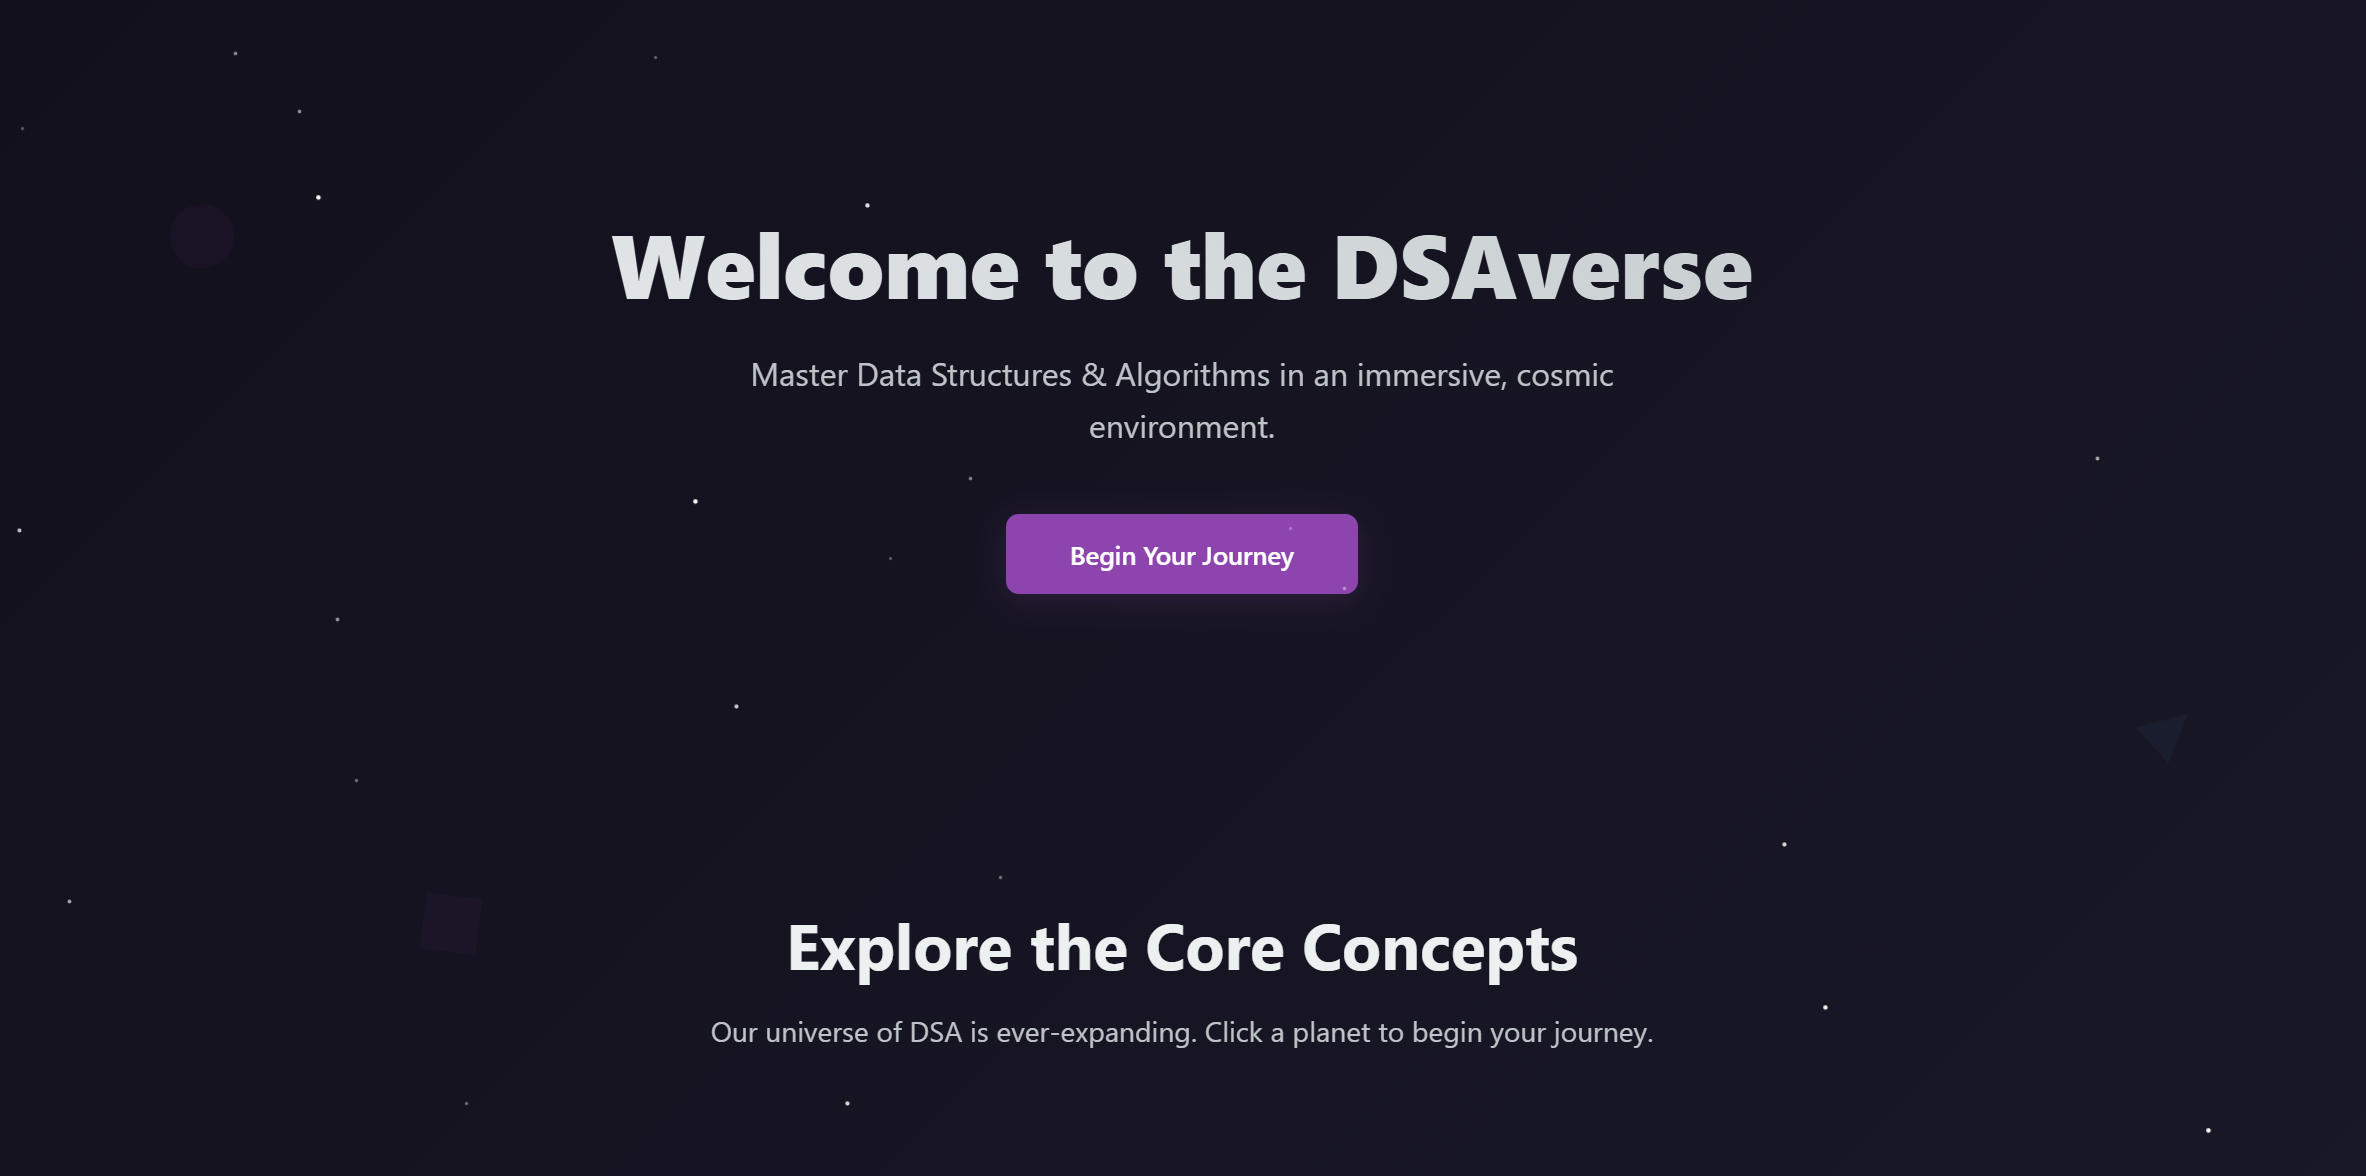 Welcome to the DSAverse
Master Data Structures & Algorithms in an immersive, cosmic
environment.
Begin Your Journey
Explore the Core Concepts
Our universe of DSA is ever-expanding. Click a planet to begin your journey.